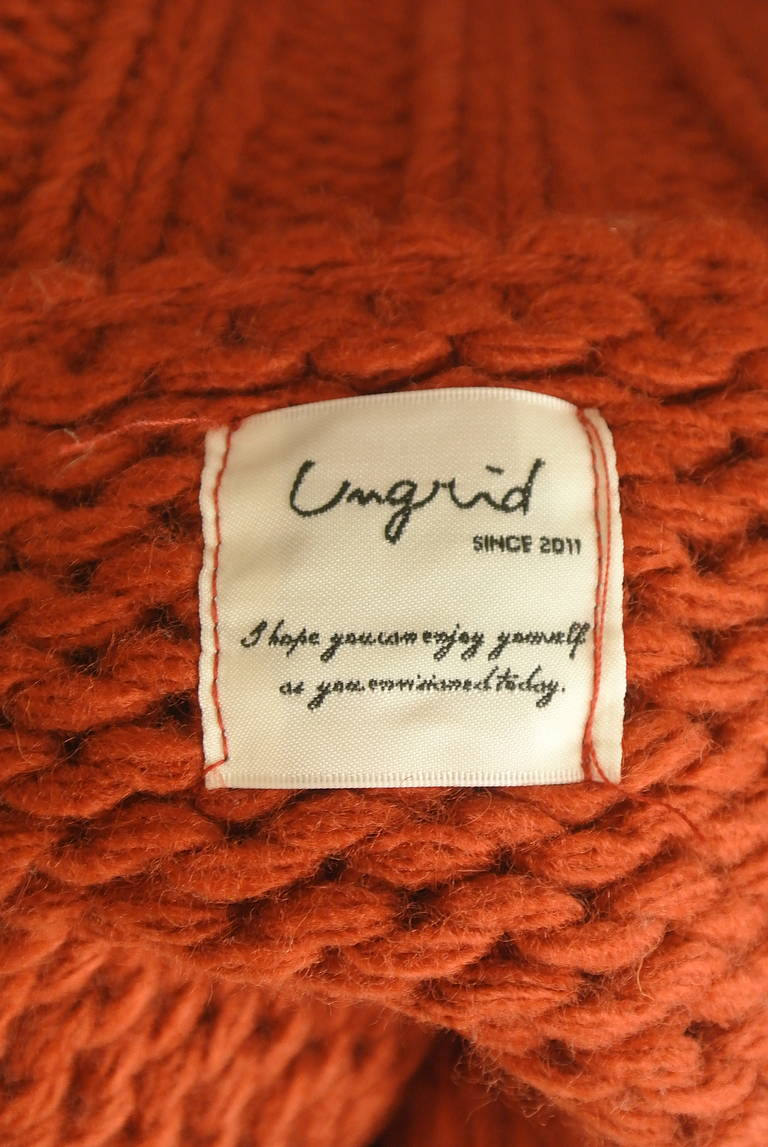 Ungrid
SINCE 2011
I hope you can enjoy yourself
as you envisioned today.